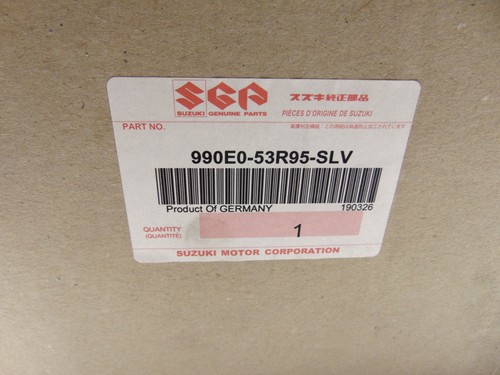 SGP
SUZUKI GENUINE PARTS
スズキ純正部品
PIÈCES D'ORIGINE DE SUZUKI
PART NO.
990E0-53R95-SLV
Product Of GERMANY 190326
QUANTITY
(QUANTITÉ)
1
SUZUKI MOTOR CORPORATION